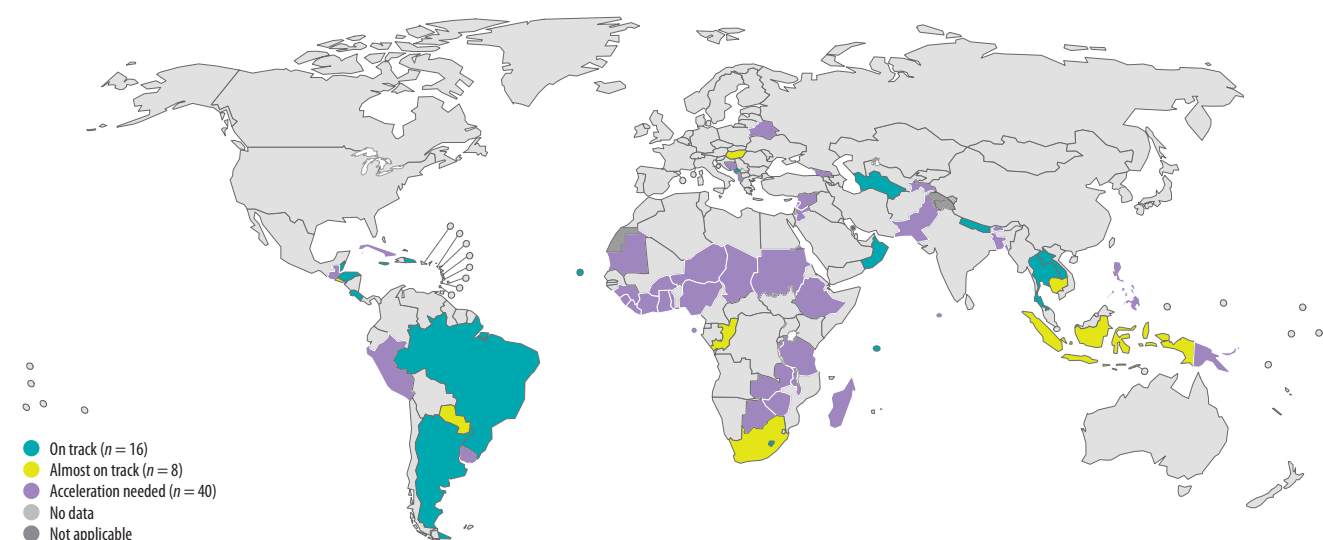 On track (n = 16)
Almost on track (n = 8)
Acceleration needed (n = 40)
No data
Not applicable